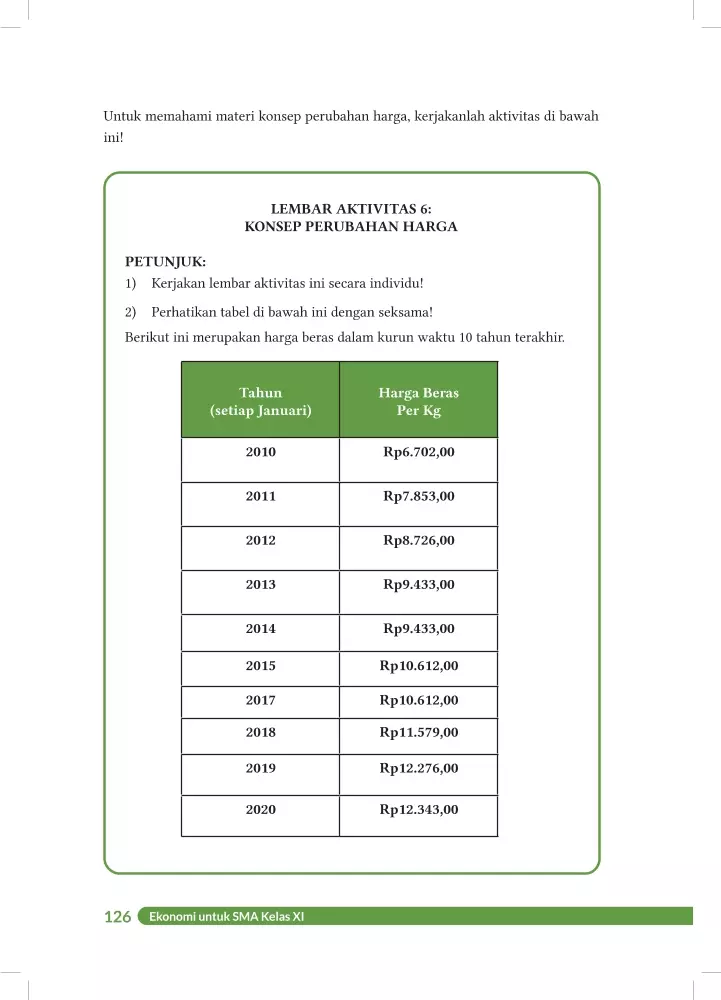 Untuk memahami materi konsep perubahan harga, kerjakanlah aktivitas di bawah
ini!
LEMBAR AKTIVITAS 6:
KONSEP PERUBAHAN HARGA
PETUNJUK:
1) Kerjakan lembar aktivitas ini secara individu!
2) Perhatikan tabel di bawah ini dengan seksama!
Berikut ini merupakan harga beras dalam kurun waktu 10 tahun terakhir.
Tahun Harga Beras
(setiap Januari) Per Kg
2010 Rp6.702,00
2011 Rp7.853,00
2012 Rp8.726,00
2013 Rp9.433,00
2014 Rp9.433,00
2015 Rp10.612,00
2017 Rp10.612,00
2018 Rp11.579,00
2019 Rp12.276,00
2020 Rp12.343,00
126 Ekonomi untuk SMA Kelas XI